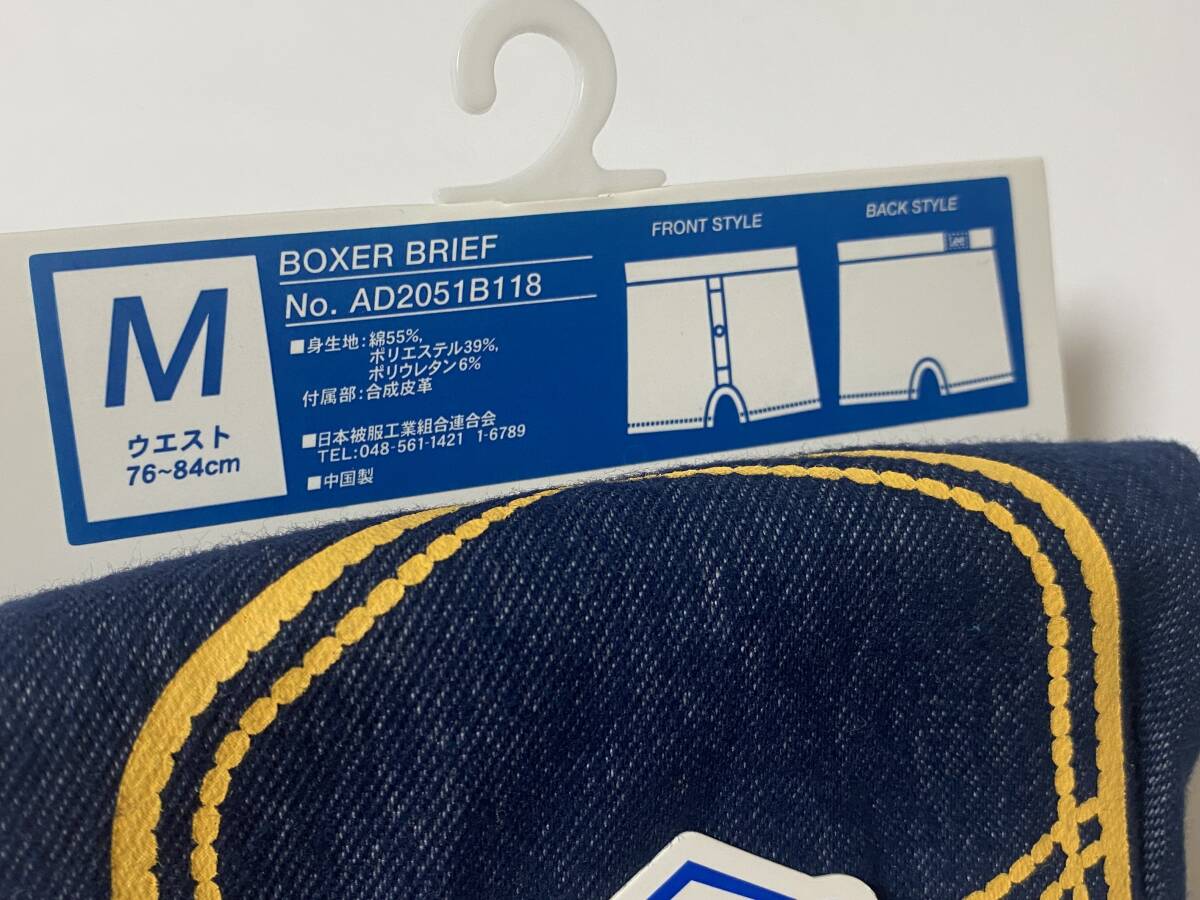 M
ウエスト
76~84cm
BOXER BRIEF
No. AD2051B118
■身生地:綿55%,
ポリエステル39%,
ポリウレタン6%
付属部:合成皮革
■日本被服工業組合連合会
TEL:048-561-1421 1-6789
■中国製
FRONT STYLE
BACK STYLE
Lee